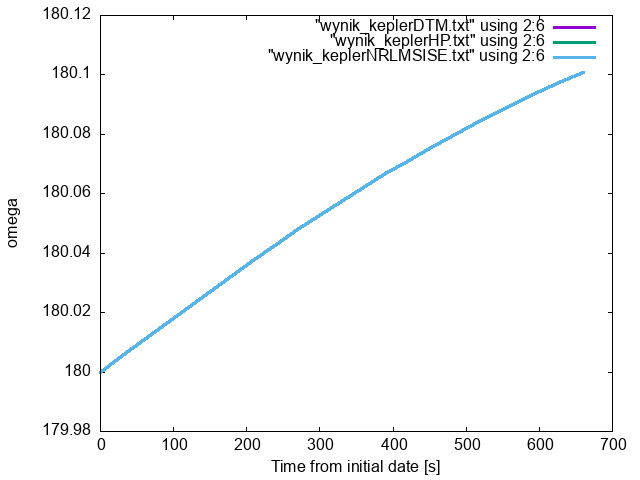 180.12
180.1
180.08
180.06
180.04
180.02
180
179.98
0 100 200 300 400 500 600 700
omega
Time from initial date [s]
"wynik_keplerDTM.txt" using 2:6
"wynik_keplerHP.txt" using 2:6
"wynik_keplerNRLMSISE.txt" using 2:6